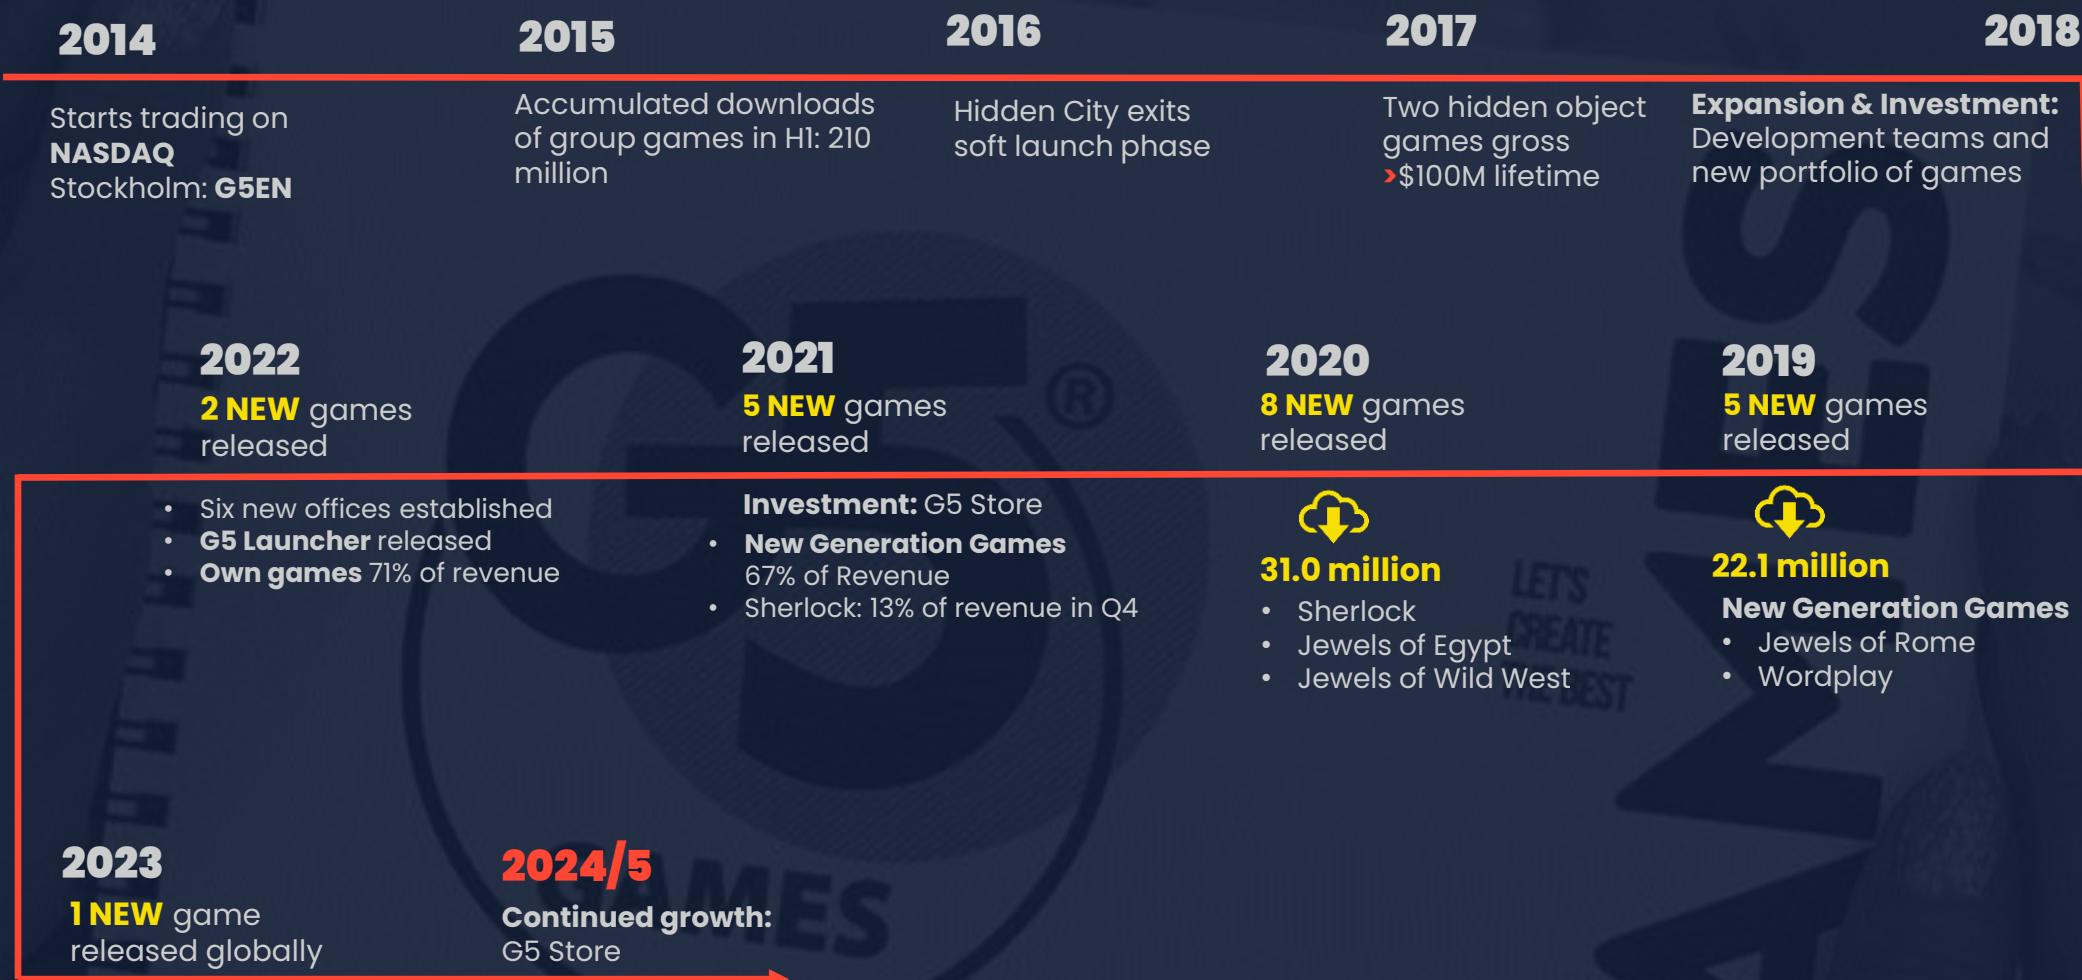 2014
Starts trading on
NASDAQ
Stockholm: G5EN
2015
Accumulated downloads
of group games in H1: 210
million
2016
Hidden City exits
soft launch phase
2017
Two hidden object
games gross
>$100M lifetime
2018
Expansion & Investment:
Development teams and
new portfolio of games
2019
5 NEW games
released
22.1 million
New Generation Games
• Jewels of Rome
• Wordplay
2020
8 NEW games
released
31.0 million
• Sherlock
• Jewels of Egypt
• Jewels of Wild West
2021
5 NEW games
released
Investment: G5 Store
• New Generation Games
67% of Revenue
• Sherlock: 13% of revenue in Q4
2022
2 NEW games
released
• Six new offices established
• G5 Launcher released
• Own games 71% of revenue
2023
1 NEW game
released globally
2024/5
Continued growth:
G5 Store
G5®
GAMES
LET'S
CREATE
THE BEST